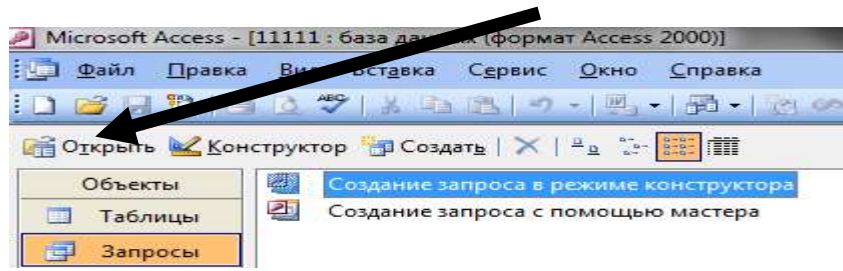 Microsoft Access - [11111 : база данных (формат Access 2000)]
Файл Правка Вид Вставка Сервис Окно Справка
Открыть Конструктор Создать
Объекты
Создание запроса в режиме конструктора
Таблицы
Создание запроса с помощью мастера
Запросы